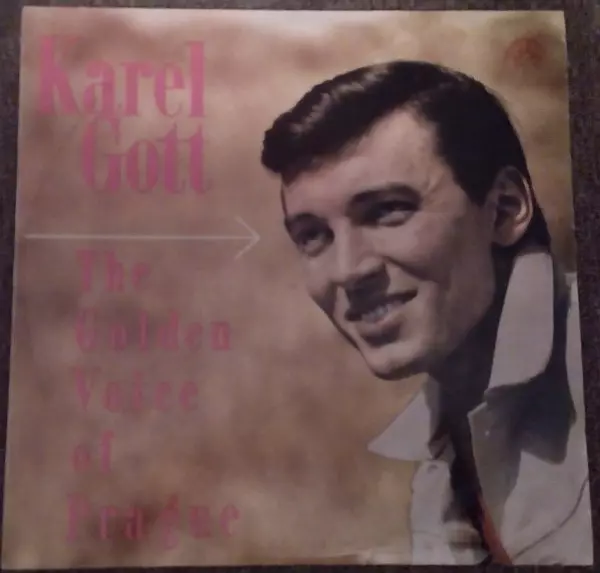 Karel
Gott
The
Golden
Voice
of
Prague